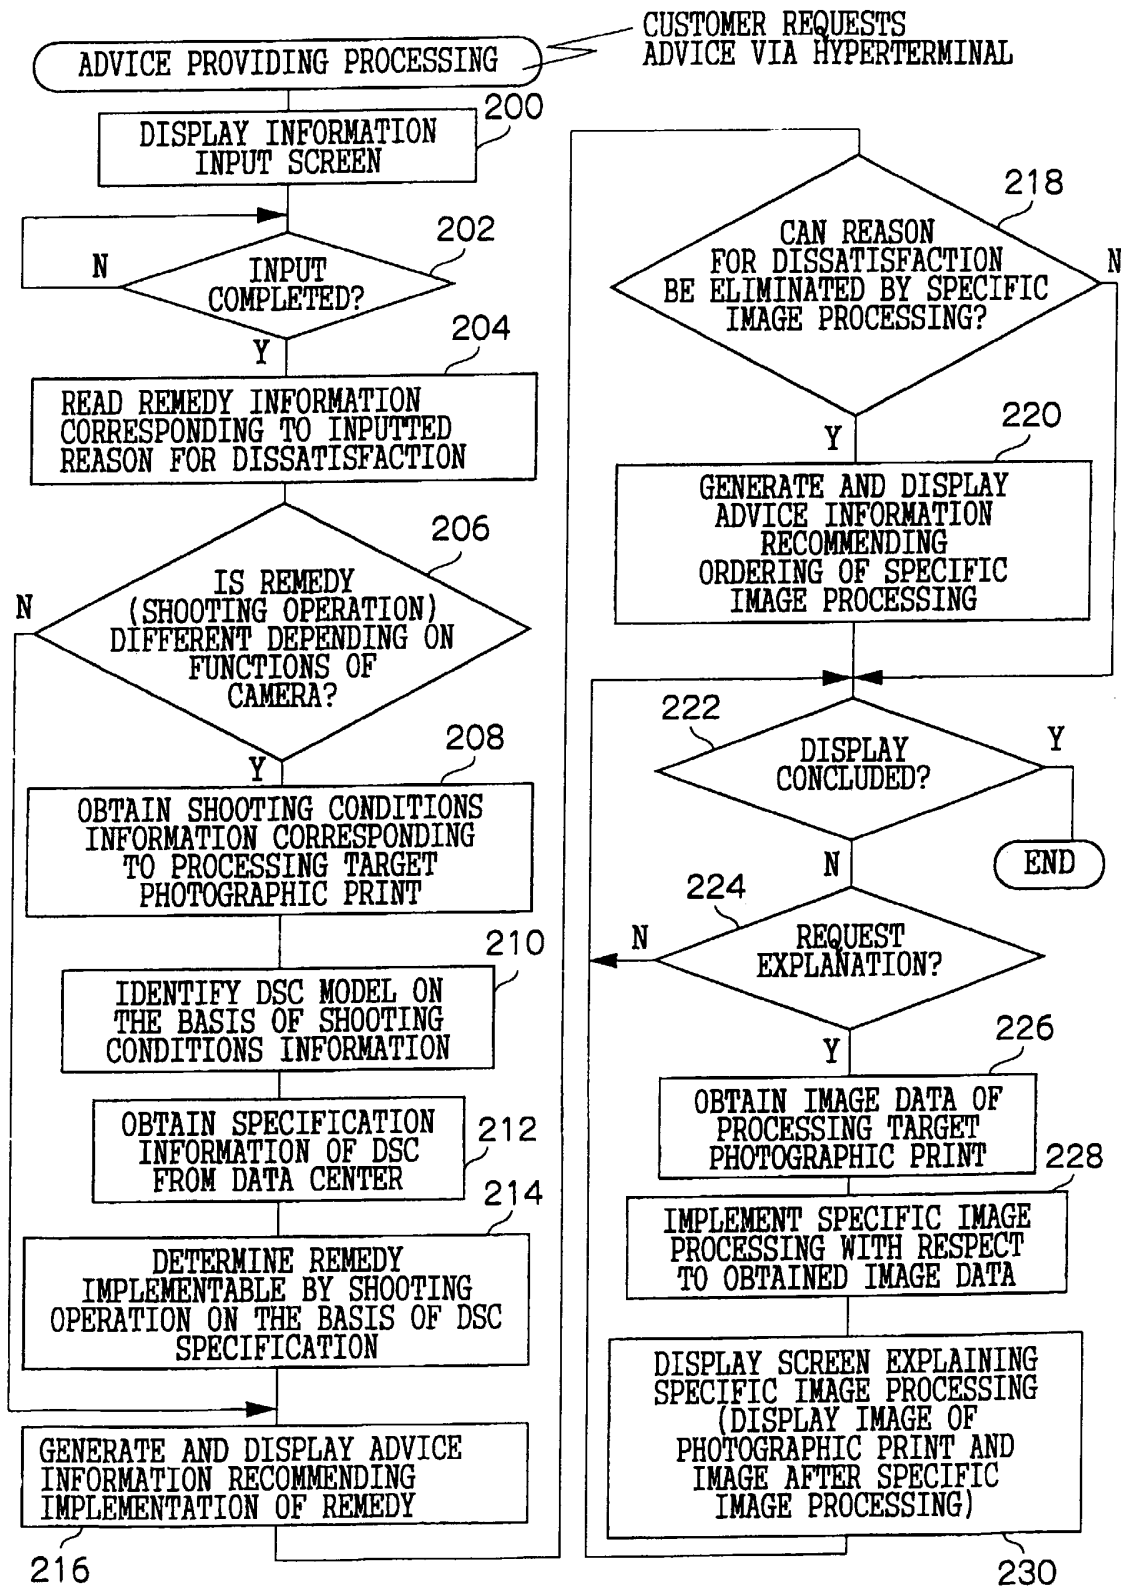 CUSTOMER REQUESTS
ADVICE VIA HYPERTERMINAL
ADVICE PROVIDING PROCESSING
200
DISPLAY INFORMATION
INPUT SCREEN
202
N
INPUT
COMPLETED?
Y
204
READ REMEDY INFORMATION
CORRESPONDING TO INPUTTED
REASON FOR DISSATISFACTION
206
N
IS REMEDY
(SHOOTING OPERATION)
DIFFERENT DEPENDING ON
FUNCTIONS OF
CAMERA?
208
Y
OBTAIN SHOOTING CONDITIONS
INFORMATION CORRESPONDING
TO PROCESSING TARGET
PHOTOGRAPHIC PRINT
210
IDENTIFY DSC MODEL ON
THE BASIS OF SHOOTING
CONDITIONS INFORMATION
OBTAIN SPECIFICATION
INFORMATION OF DSC
FROM DATA CENTER
212
214
DETERMINE REMEDY
IMPLEMENTABLE BY SHOOTING
OPERATION ON THE BASIS OF DSC
SPECIFICATION
GENERATE AND DISPLAY ADVICE
INFORMATION RECOMMENDING
IMPLEMENTATION OF REMEDY
216
218
CAN REASON
FOR DISSATISFACTION
BE ELIMINATED BY SPECIFIC
IMAGE PROCESSING?
N
Y
220
GENERATE AND DISPLAY
ADVICE INFORMATION
RECOMMENDING
ORDERING OF SPECIFIC
IMAGE PROCESSING
222
DISPLAY
CONCLUDED?
Y
END
N
224
N
REQUEST
EXPLANATION?
Y
226
OBTAIN IMAGE DATA OF
PROCESSING TARGET
PHOTOGRAPHIC PRINT
228
IMPLEMENT SPECIFIC IMAGE
PROCESSING WITH RESPECT
TO OBTAINED IMAGE DATA
DISPLAY SCREEN EXPLAINING
SPECIFIC IMAGE PROCESSING
(DISPLAY IMAGE OF
PHOTOGRAPHIC PRINT AND
IMAGE AFTER SPECIFIC
IMAGE PROCESSING)
230